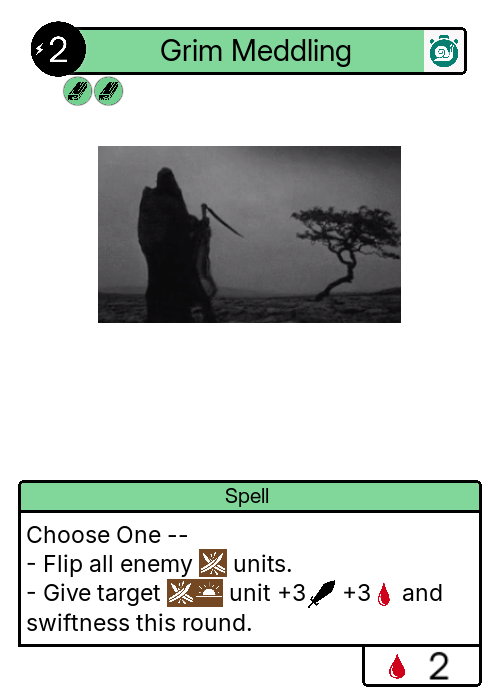 2
Grim Meddling
Spell
Choose One --
- Flip all enemy units.
- Give target unit +3 +3 and
swiftness this round.
2